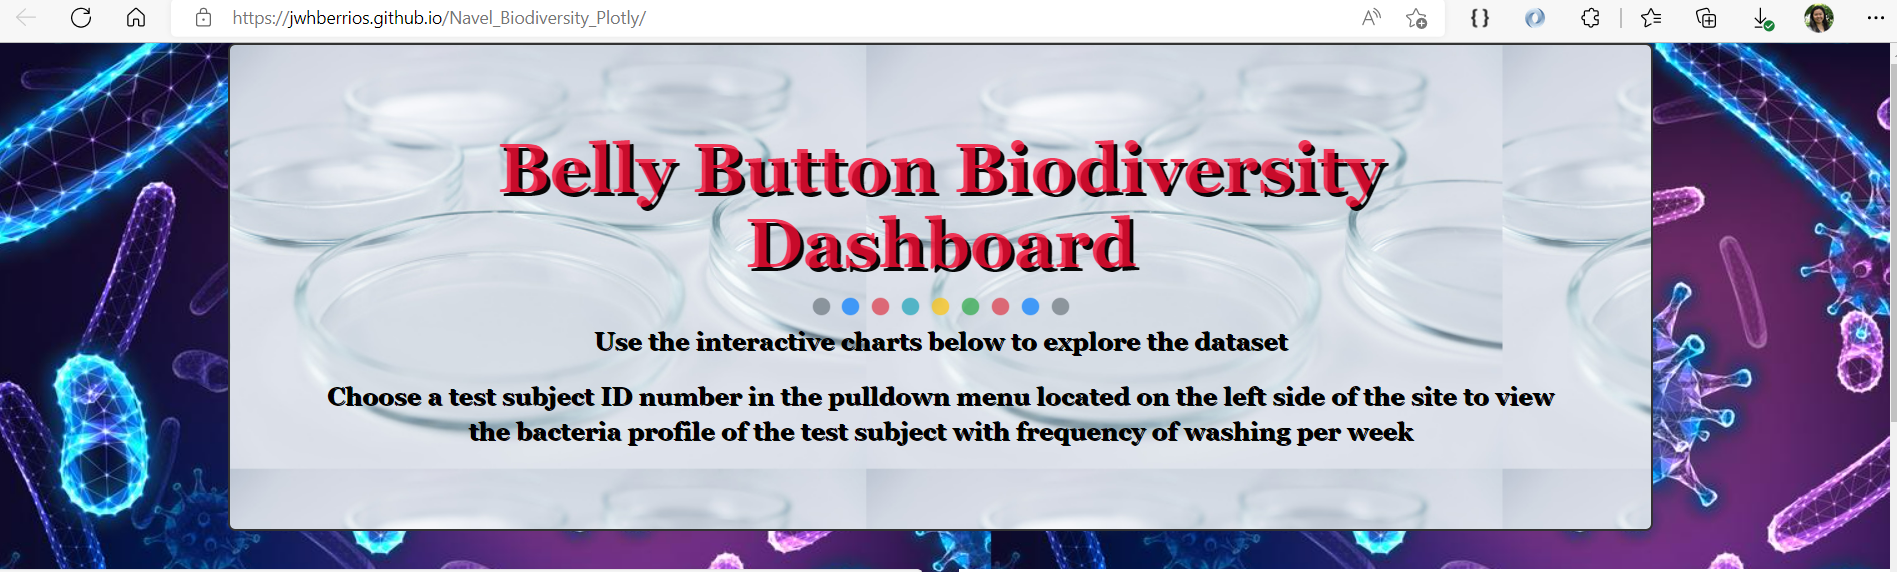 https://jwhberrios.github.io/Navel_Biodiversity_Plotly/
Belly Button Biodiversity
Dashboard
Use the interactive charts below to explore the dataset
Choose a test subject ID number in the pulldown menu located on the left side of the site to view
the bacteria profile of the test subject with frequency of washing per week